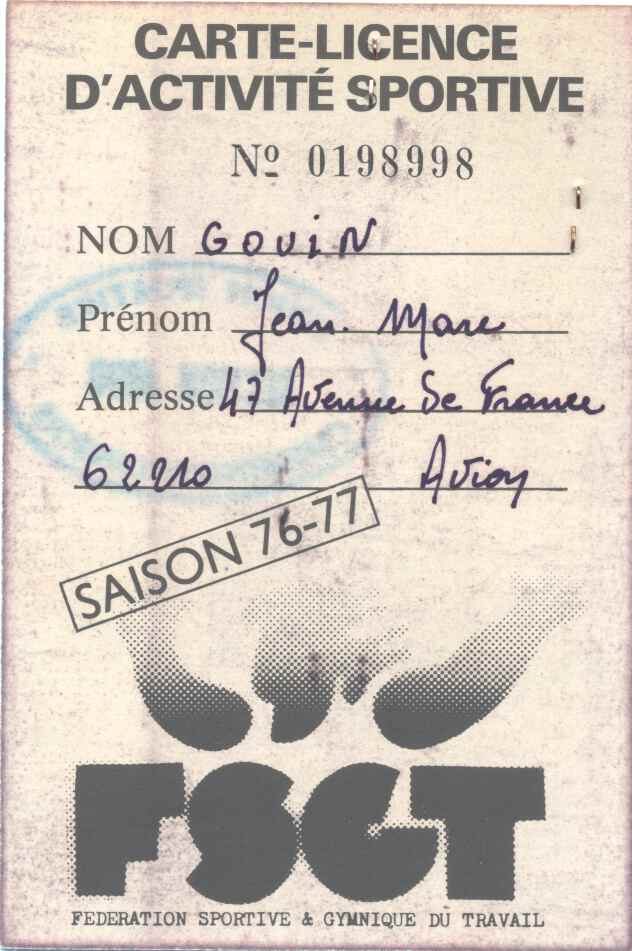 CARTE-LICENCE
D'ACTIVITÉ SPORTIVE
Nº 0198998
NOM GOUIN
Prénom Jean. Marc
Adresse 47 Avenue De France
62210 Avion
SAISON 76-77
FSGT
FEDERATION SPORTIVE & GYMNIQUE DU TRAVAIL